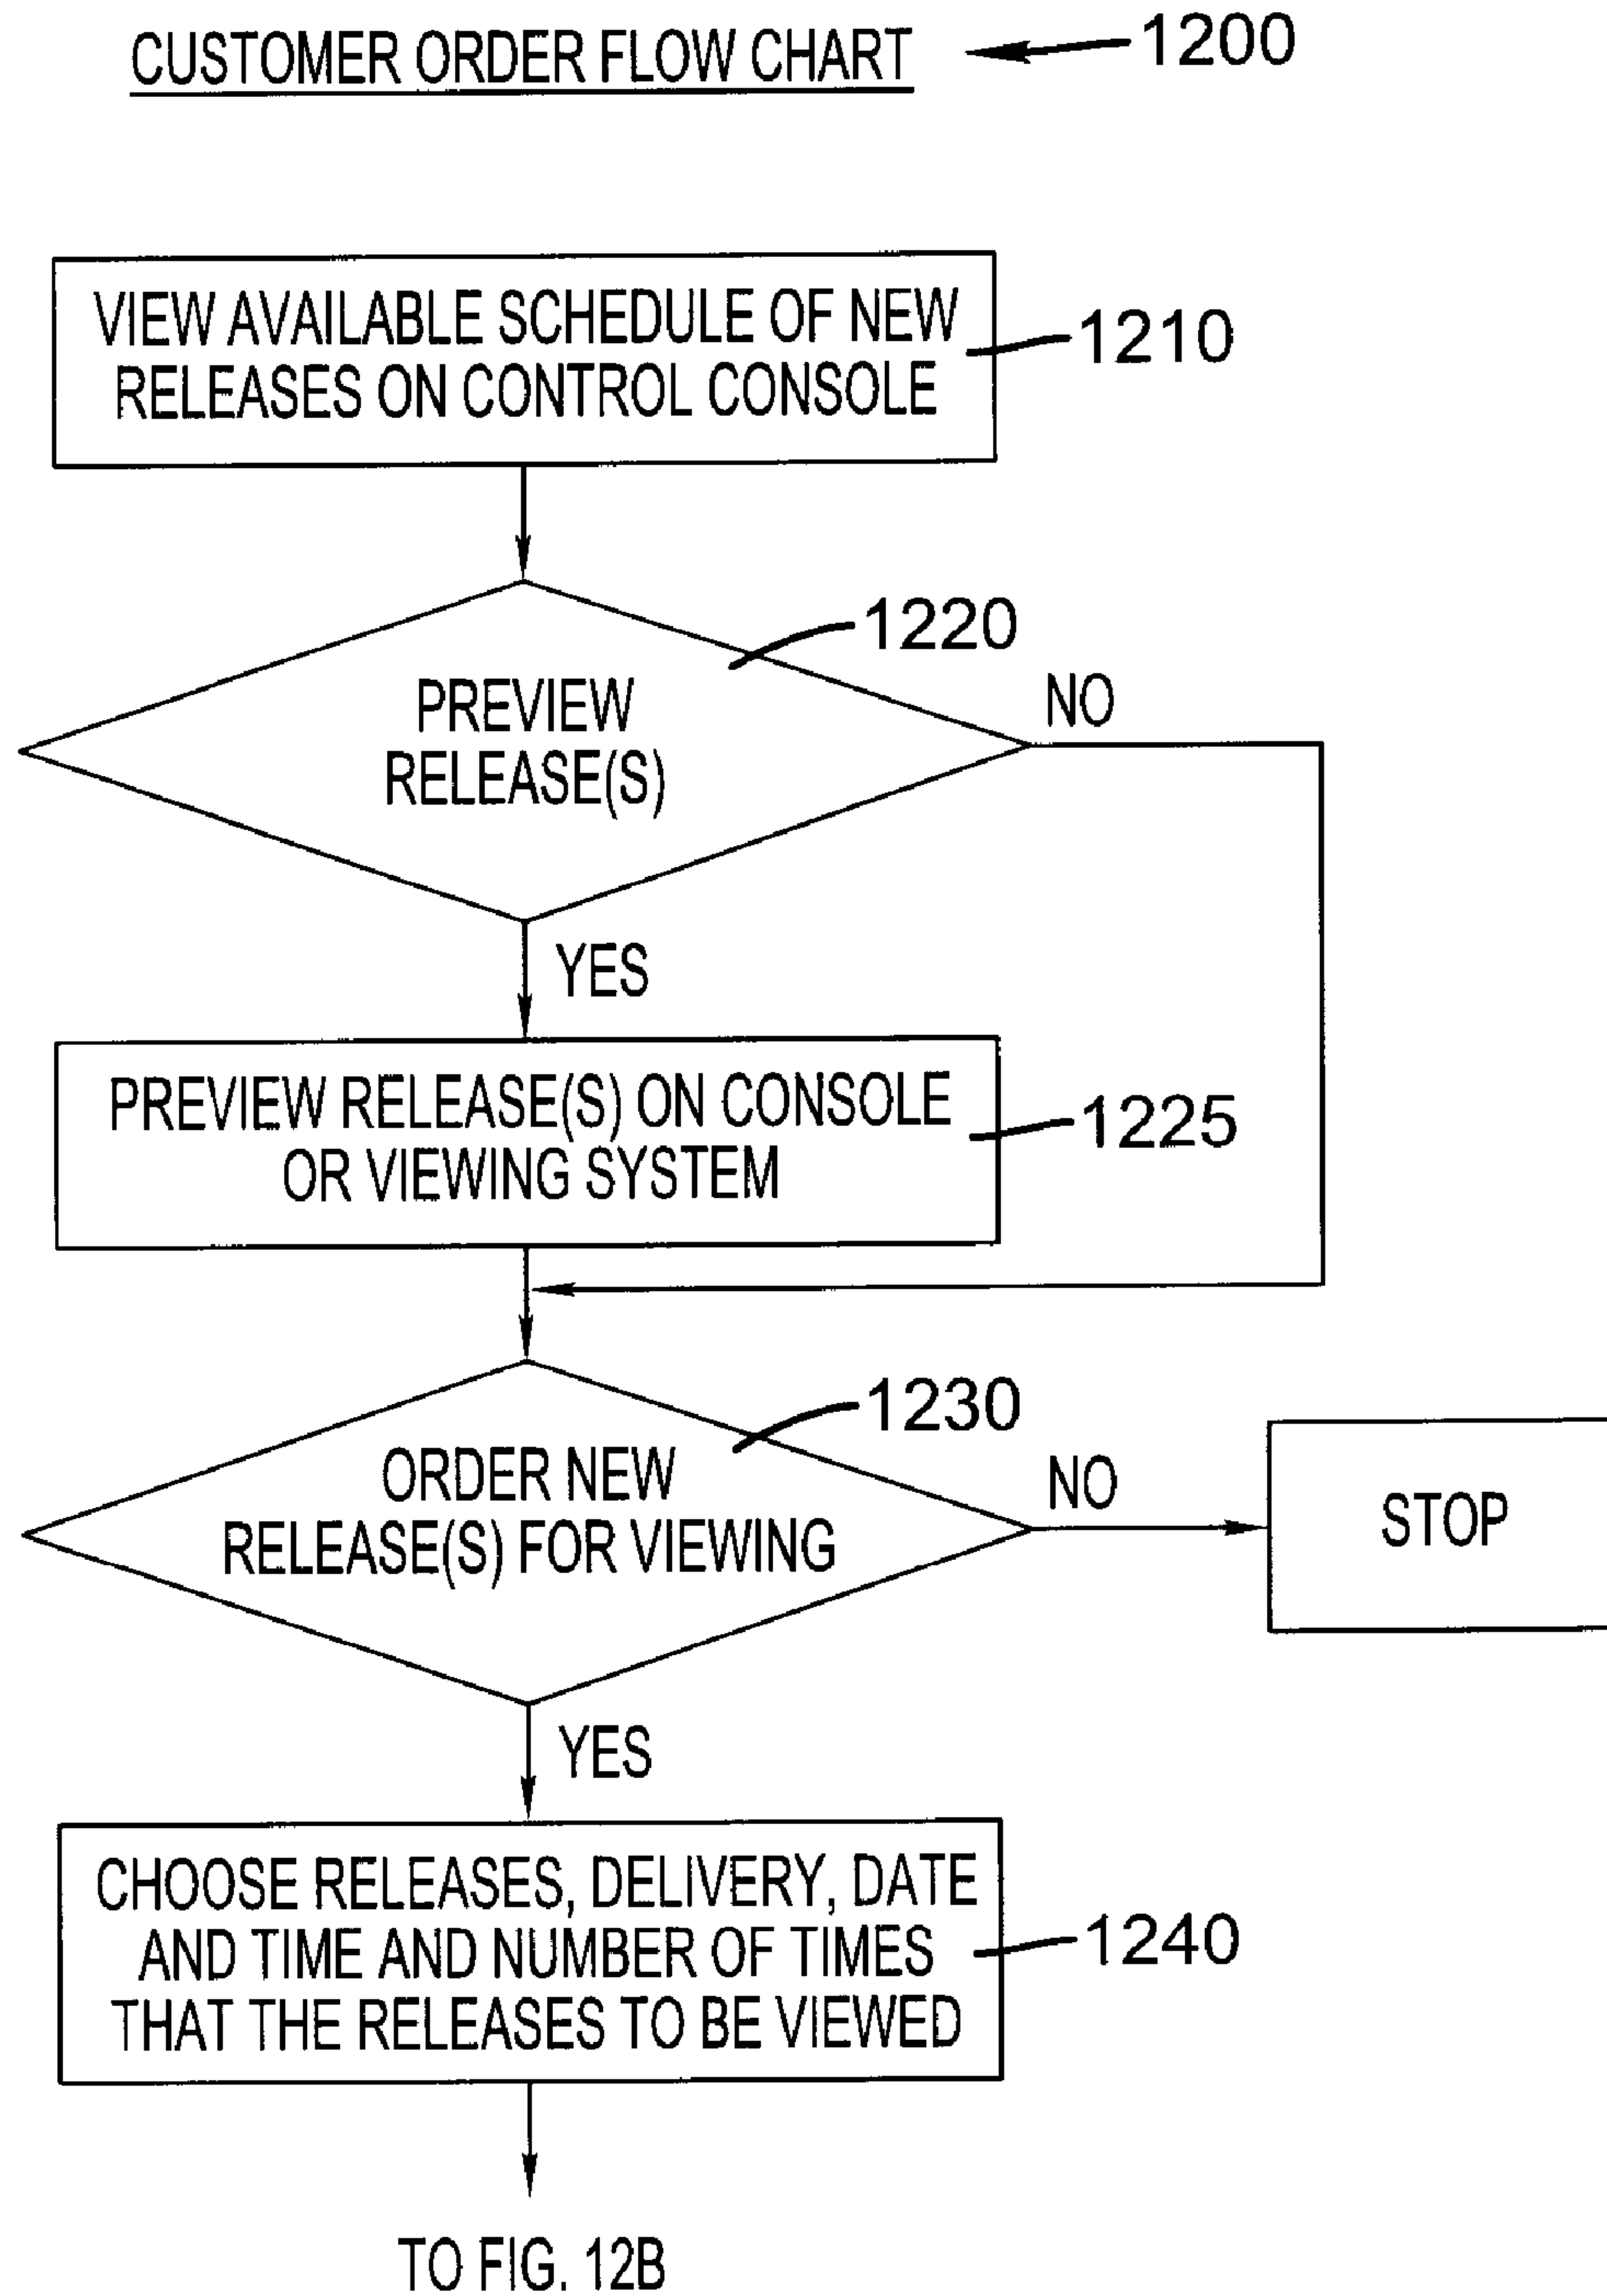 CUSTOMER ORDER FLOW CHART
1200
VIEW AVAILABLE SCHEDULE OF NEW
RELEASES ON CONTROL CONSOLE
1210
1220
PREVIEW
RELEASE(S)
NO
YES
PREVIEW RELEASE(S) ON CONSOLE
OR VIEWING SYSTEM
1225
1230
ORDER NEW
RELEASE(S) FOR VIEWING
NO
STOP
YES
CHOOSE RELEASES, DELIVERY, DATE
AND TIME AND NUMBER OF TIMES
THAT THE RELEASES TO BE VIEWED
1240
TO FIG. 12B